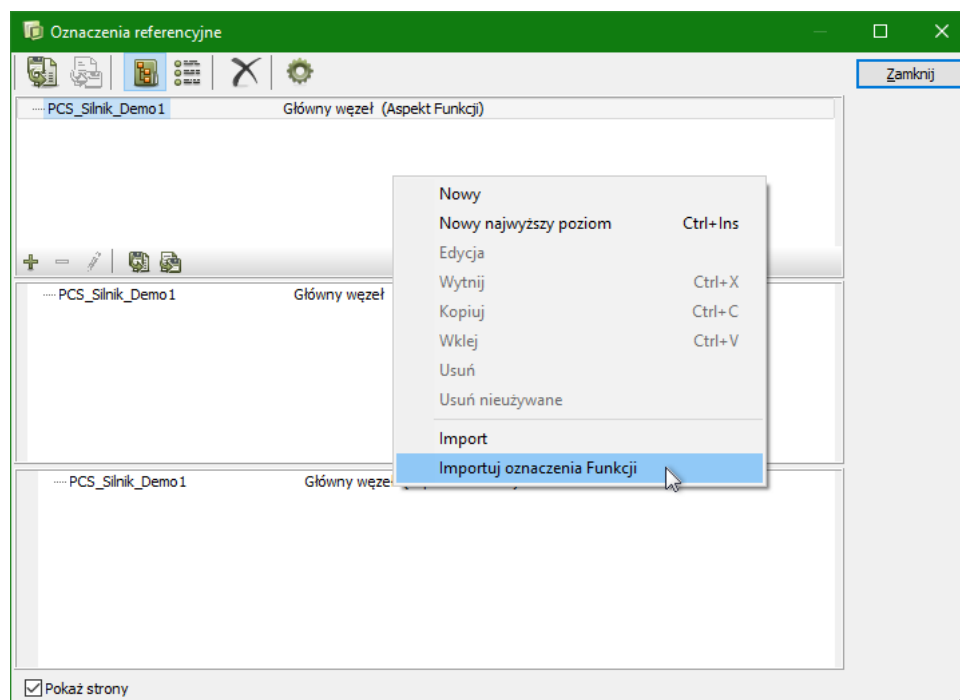 Oznaczenia referencyjne
Zamknij
PCS_Silnik_Demo1 Główny węzeł (Aspekt Funkcji)
Nowy
Nowy najwyższy poziom Ctrl+Ins
Edycja
Wytnij Ctrl+X
PCS_Silnik_Demo1 Główny węzeł
Kopiuj Ctrl+C
Wklej Ctrl+V
Usuń
Usuń nieużywane
Import
Importuj oznaczenia Funkcji
PCS_Silnik_Demo1 Główny węze
Pokaż strony